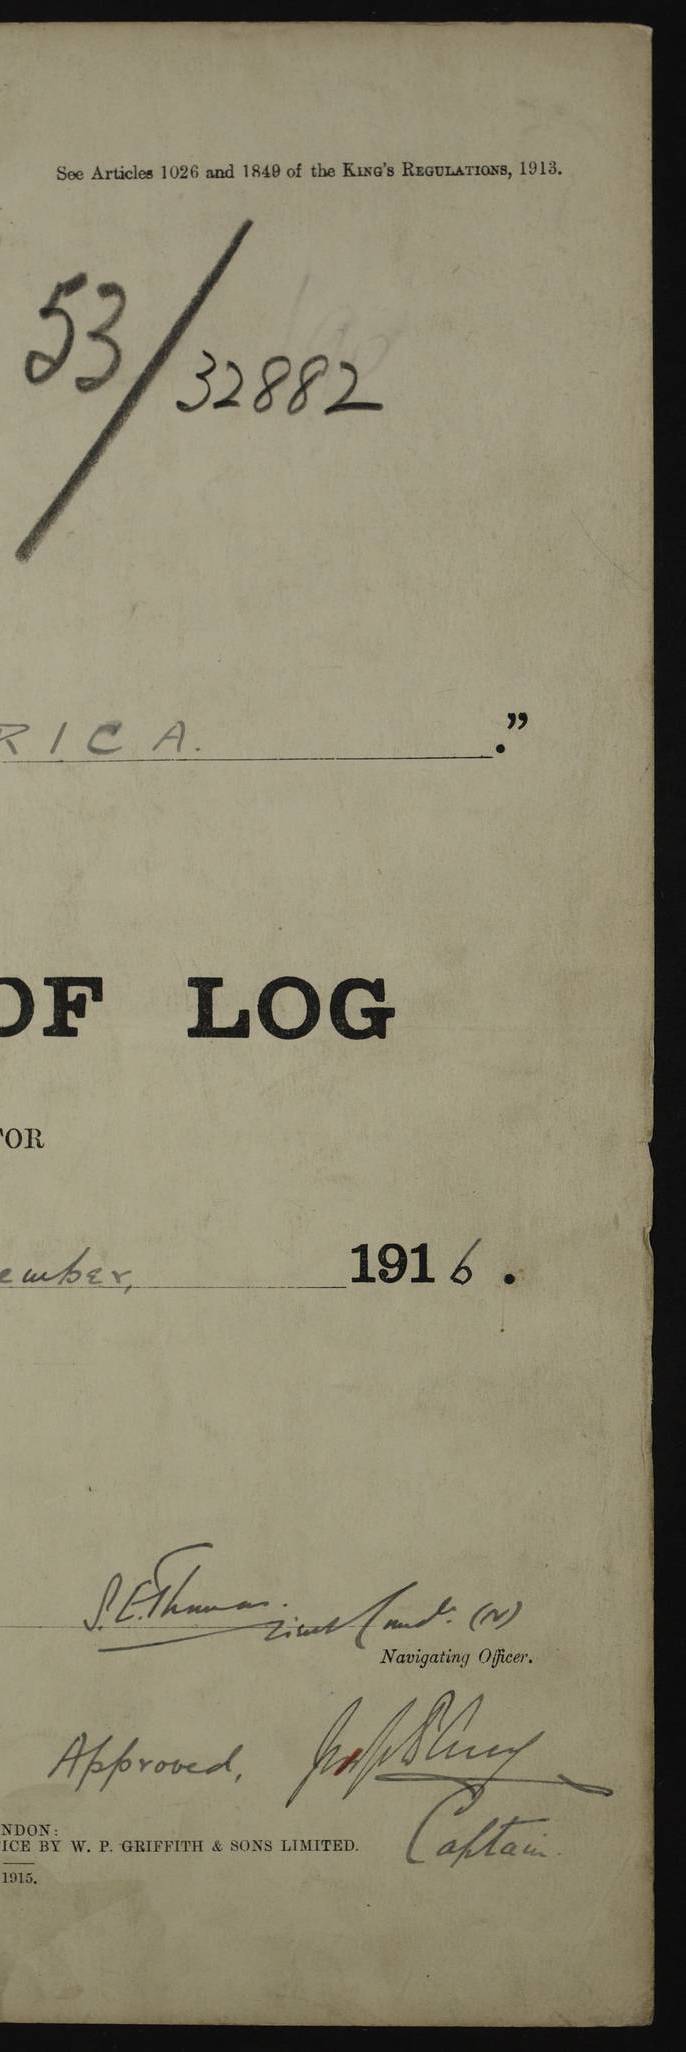 See Articles 1026 and 1849 of the KING'S REGULATIONS, 1913.
53/32882
RICA.."
OF LOG
FOR
ember, 1916.
S. E. Thomas. Lieut Comdr. (N)
Navigating Officer.
Approved,
Captain.
NDON:
ICE BY W. P. GRIFFITH & SONS LIMITED.
1915.